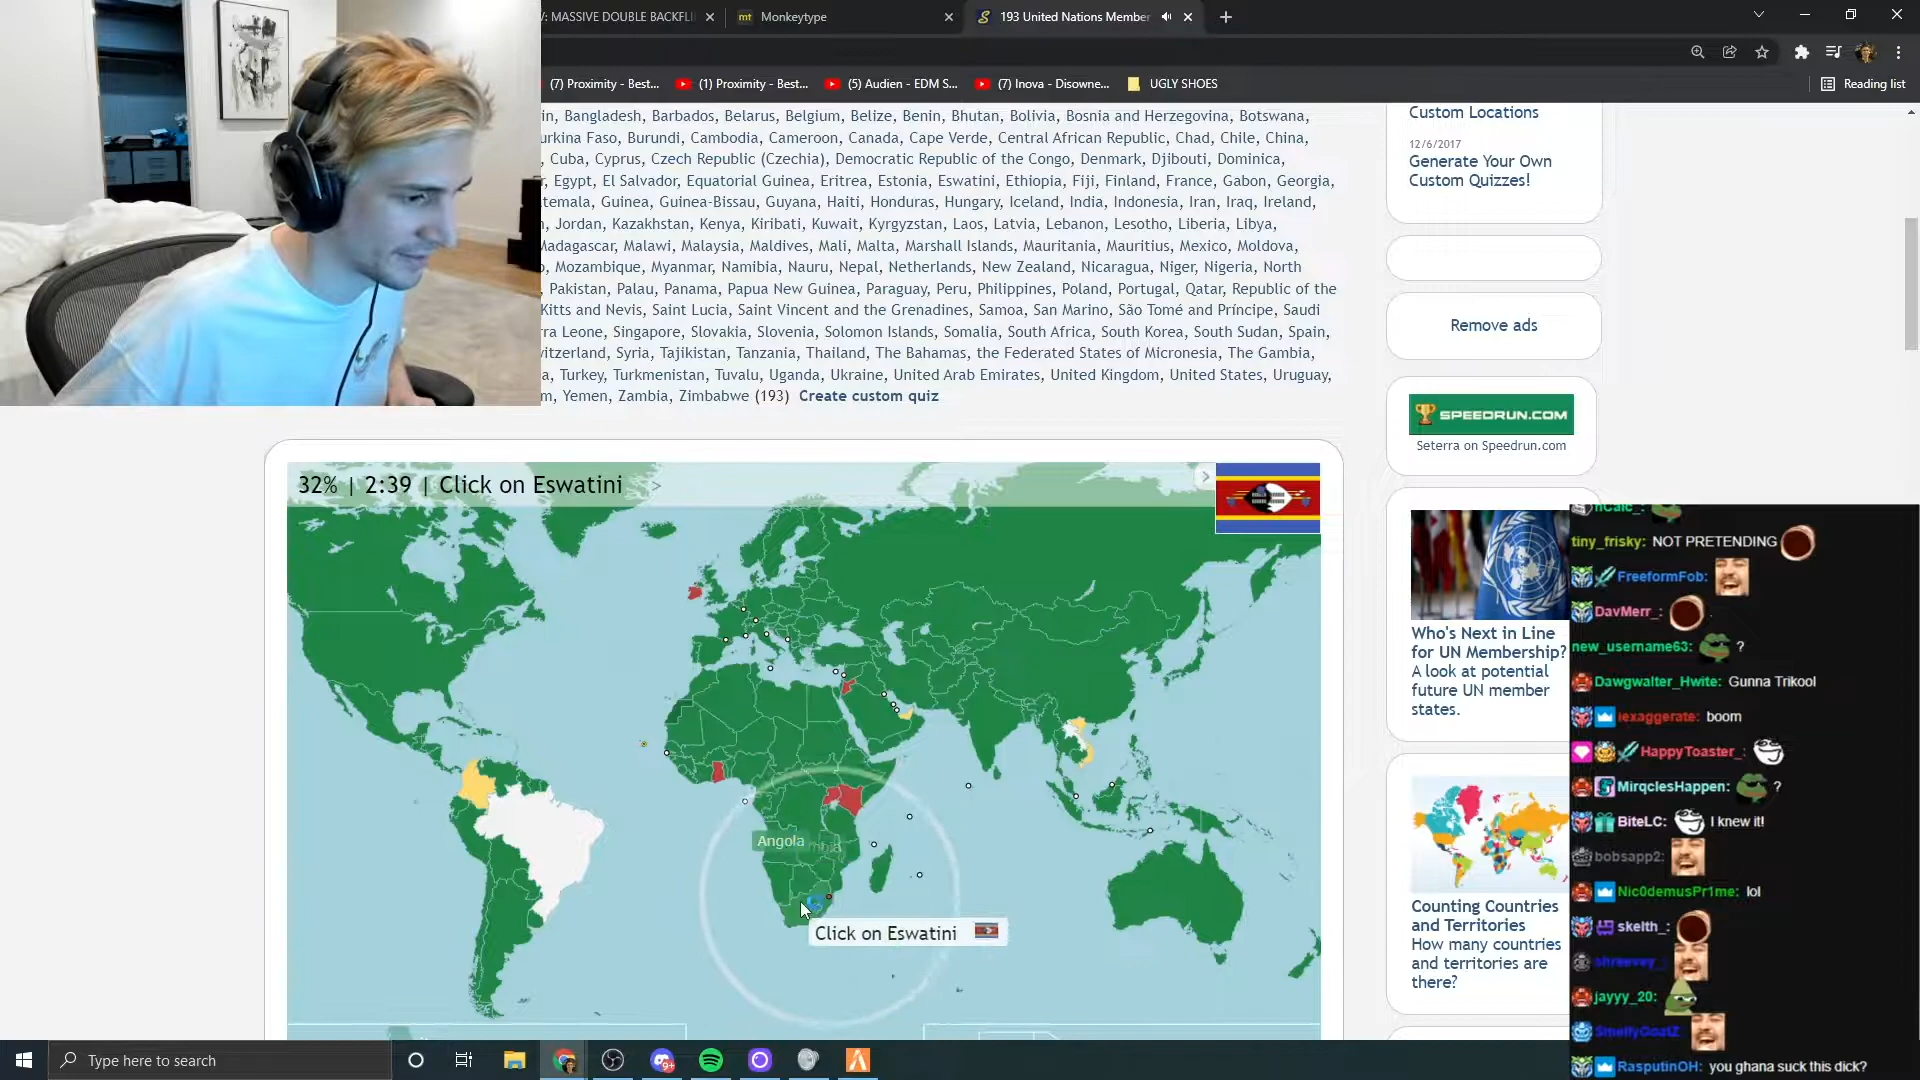 V: MASSIVE DOUBLE BACKFLI
Monkeytype
193 United Nations Member
(7) Proximity - Best...
(1) Proximity - Best...
(5) Audien - EDM S...
(7) Inova - Disowne...
UGLY SHOES
Reading list
in, Bangladesh, Barbados, Belarus, Belgium, Belize, Benin, Bhutan, Bolivia, Bosnia and Herzegovina, Botswana,
urkina Faso, Burundi, Cambodia, Cameroon, Canada, Cape Verde, Central African Republic, Chad, Chile, China,
, Cuba, Cyprus, Czech Republic (Czechia), Democratic Republic of the Congo, Denmark, Djibouti, Dominica,
r, Egypt, El Salvador, Equatorial Guinea, Eritrea, Estonia, Eswatini, Ethiopia, Fiji, Finland, France, Gabon, Georgia,
temala, Guinea, Guinea-Bissau, Guyana, Haiti, Honduras, Hungary, Iceland, India, Indonesia, Iran, Iraq, Ireland,
n, Jordan, Kazakhstan, Kenya, Kiribati, Kuwait, Kyrgyzstan, Laos, Latvia, Lebanon, Lesotho, Liberia, Libya,
Madagascar, Malawi, Malaysia, Maldives, Mali, Malta, Marshall Islands, Mauritania, Mauritius, Mexico, Moldova,
o, Mozambique, Myanmar, Namibia, Nauru, Nepal, Netherlands, New Zealand, Nicaragua, Niger, Nigeria, North
, Pakistan, Palau, Panama, Papua New Guinea, Paraguay, Peru, Philippines, Poland, Portugal, Qatar, Republic of the
Kitts and Nevis, Saint Lucia, Saint Vincent and the Grenadines, Samoa, San Marino, São Tomé and Príncipe, Saudi
rra Leone, Singapore, Slovakia, Slovenia, Solomon Islands, Somalia, South Africa, South Korea, South Sudan, Spain,
witzerland, Syria, Tajikistan, Tanzania, Thailand, The Bahamas, the Federated States of Micronesia, The Gambia,
a, Turkey, Turkmenistan, Tuvalu, Uganda, Ukraine, United Arab Emirates, United Kingdom, United States, Uruguay,
m, Yemen, Zambia, Zimbabwe (193) Create custom quiz
Custom Locations
12/6/2017
Generate Your Own
Custom Quizzes!
Remove ads
SPEEDRUN.COM
Seterra on Speedrun.com
32% | 2:39 | Click on Eswatini >
Angola
Click on Eswatini
Who's Next in Line
for UN Membership?
A look at potential
future UN member
states.
Counting Countries
and Territories
How many countries
and territories are
there?
tiny_frisky: NOT PRETENDING
FreeformFob:
DavMerr_: .
new_username63: ?
Dawgwalter_Hwite: Gunna Trikool
iexaggerate: boom
HappyToaster_:
MirqclesHappen: ?
BiteLC: I knew it!
bobsapp2:
Nic0demusPr1me: lol
skelth_:
shreevey_:
jayyy_20:
SmellyGoatZ
RasputinOH: you ghana suck this dick?
Type here to search
9+